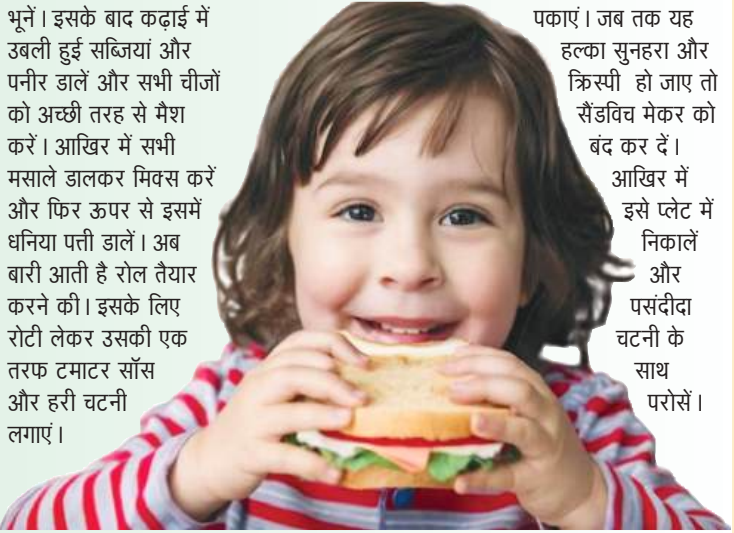 भूनें। इसके बाद कढ़ाई में
उबली हुई सब्जियां और
पनीर डालें और सभी चीजों
को अच्छी तरह से मैश
करें। आखिर में सभी
मसाले डालकर मिक्स करें
और फिर ऊपर से इसमें
धनिया पत्ती डालें। अब
बारी आती है रोल तैयार
करने की। इसके लिए
रोटी लेकर उसकी एक
तरफ टमाटर सॉस
और हरी चटनी
लगाएं।
पकाएं। जब तक यह
हल्का सुनहरा और
क्रिस्पी हो जाए तो
सैंडविच मेकर को
बंद कर दें।
आखिर में
इसे प्लेट में
निकालें
और
पसंदीदा
चटनी के
साथ
परोसें।